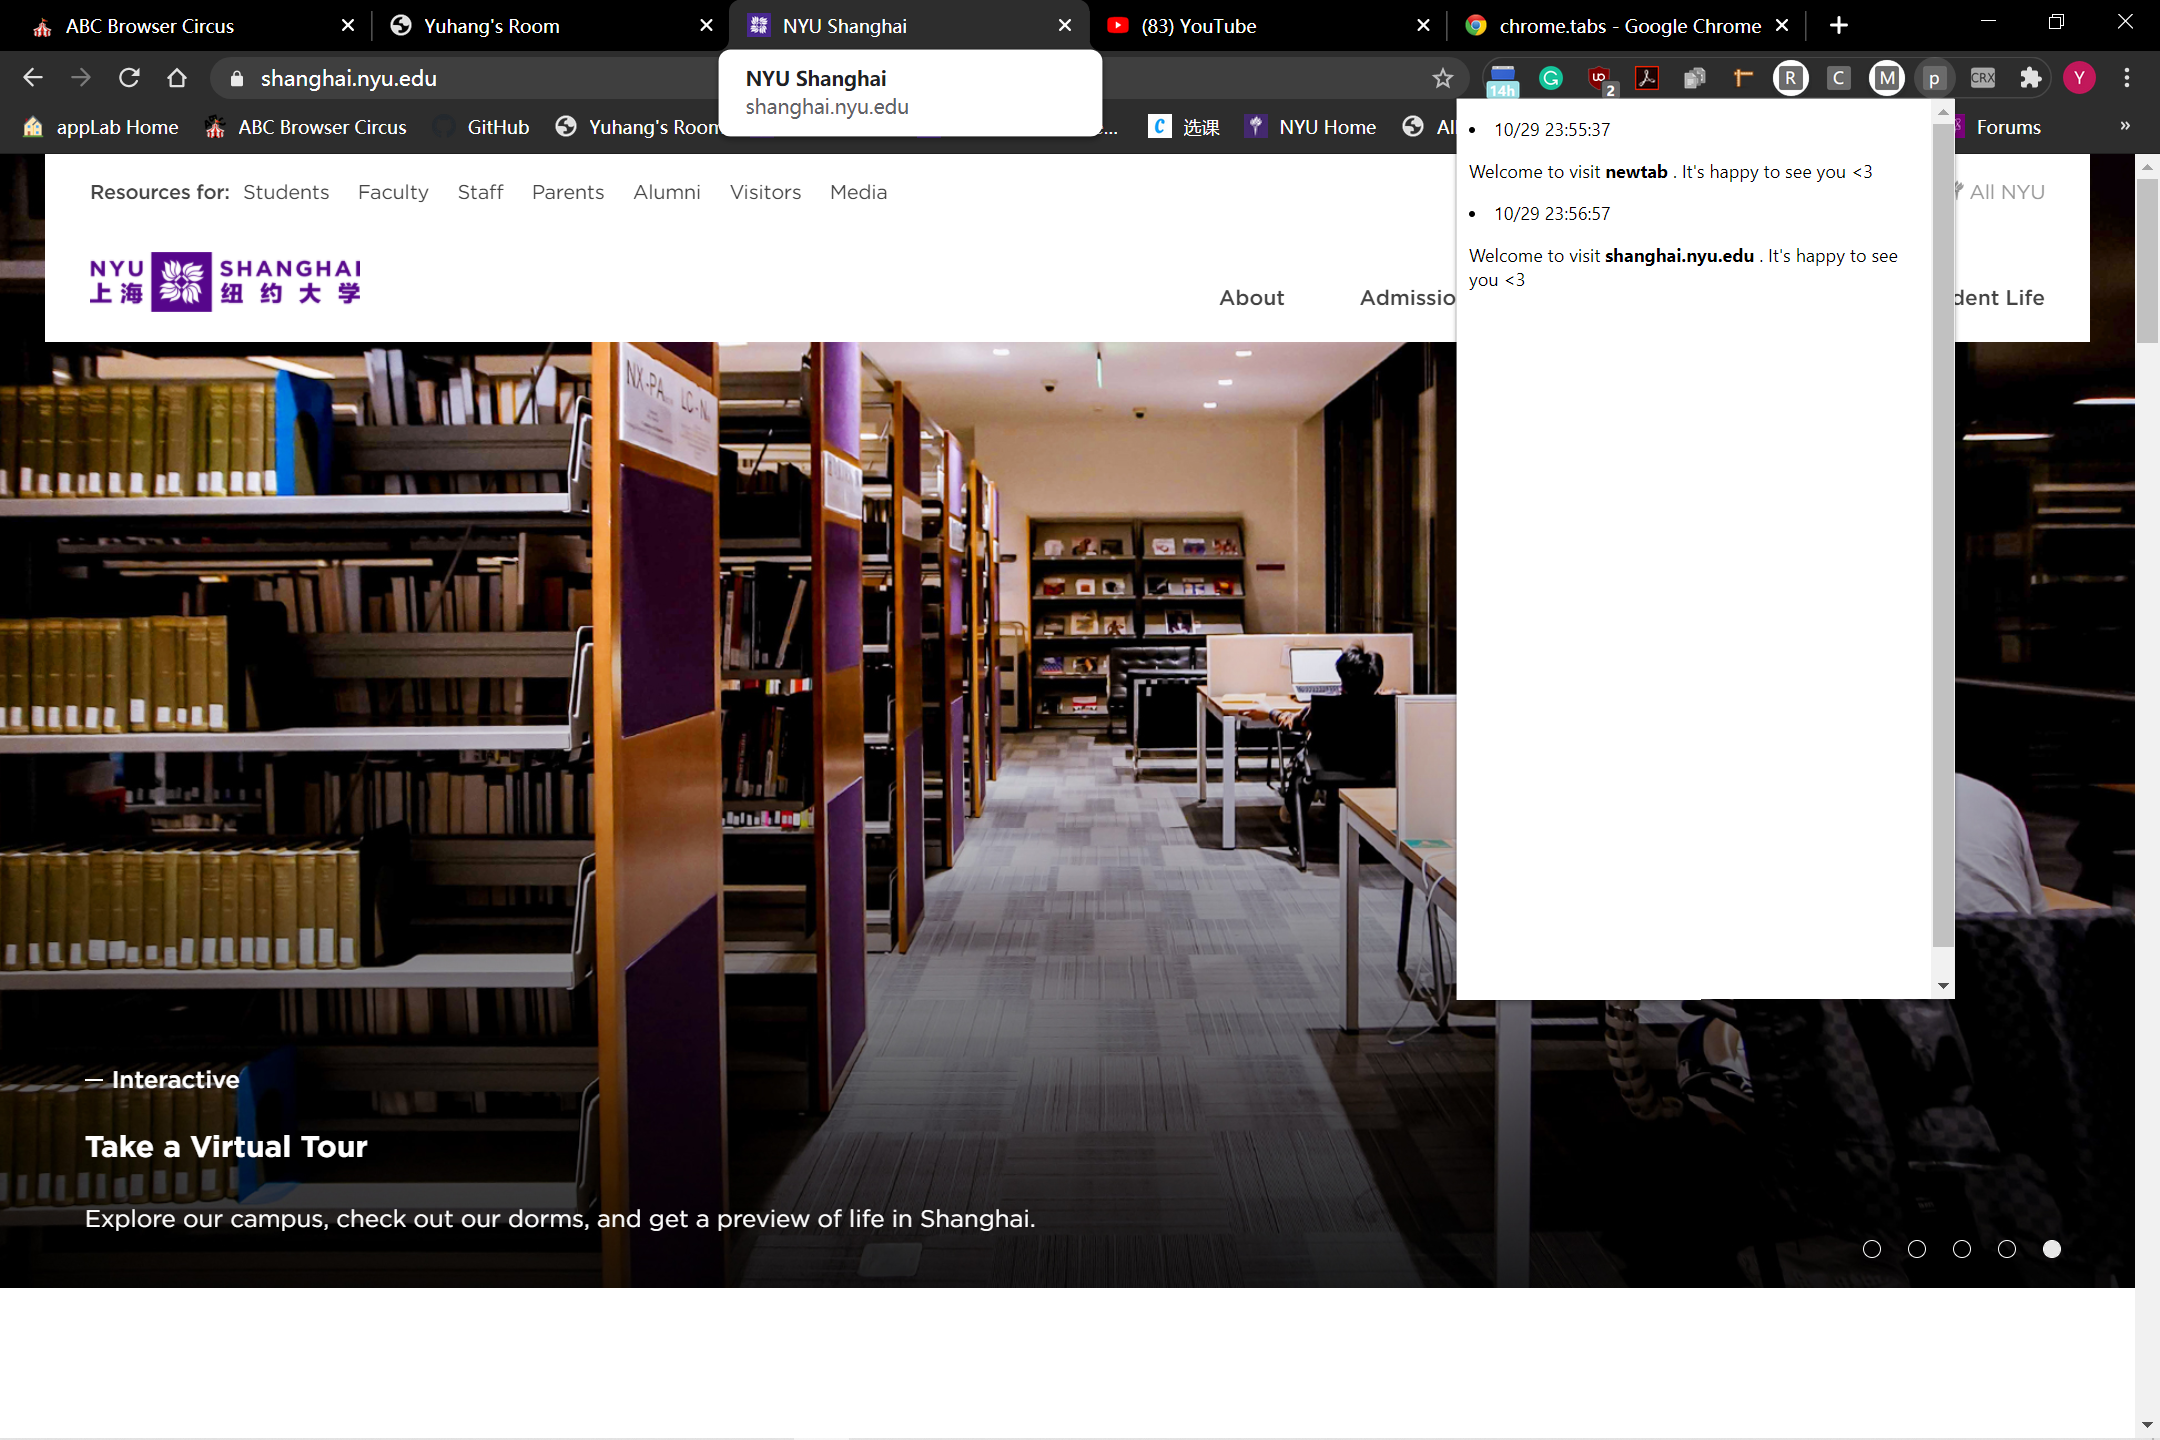 ABC Browser Circus
Yuhang's Room
NYU Shanghai
(83) YouTube
chrome.tabs - Google Chrome
shanghai.nyu.edu
NYU Shanghai
shanghai.nyu.edu
14h
2
R
C
M
p
CRX
Y
appLab Home
ABC Browser Circus
GitHub
Yuhang's Room
选课
NYU Home
Forums
»
10/29 23:55:37
Welcome to visit newtab . It's happy to see you <3
10/29 23:56:57
Welcome to visit shanghai.nyu.edu . It's happy to see
you <3
Resources for: Students Faculty Staff Parents Alumni Visitors Media
All NYU
NYU SHANGHAI
上海 纽约大学
About
Admissio
dent Life
NX-PA
LC-N
— Interactive
Take a Virtual Tour
Explore our campus, check out our dorms, and get a preview of life in Shanghai.